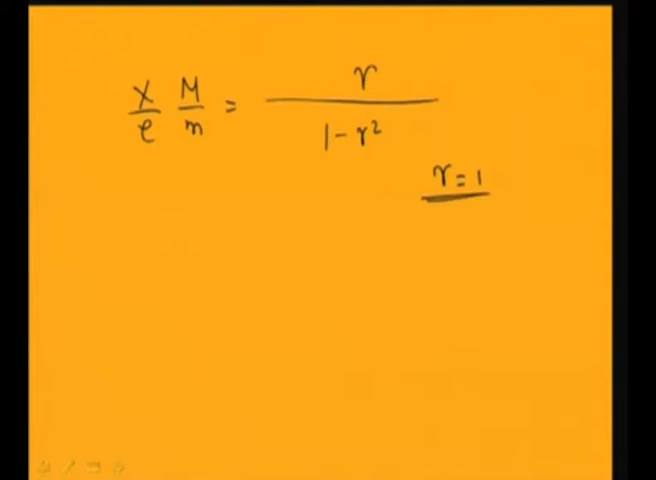 X/e M/m = r/(1-r²)
r = 1